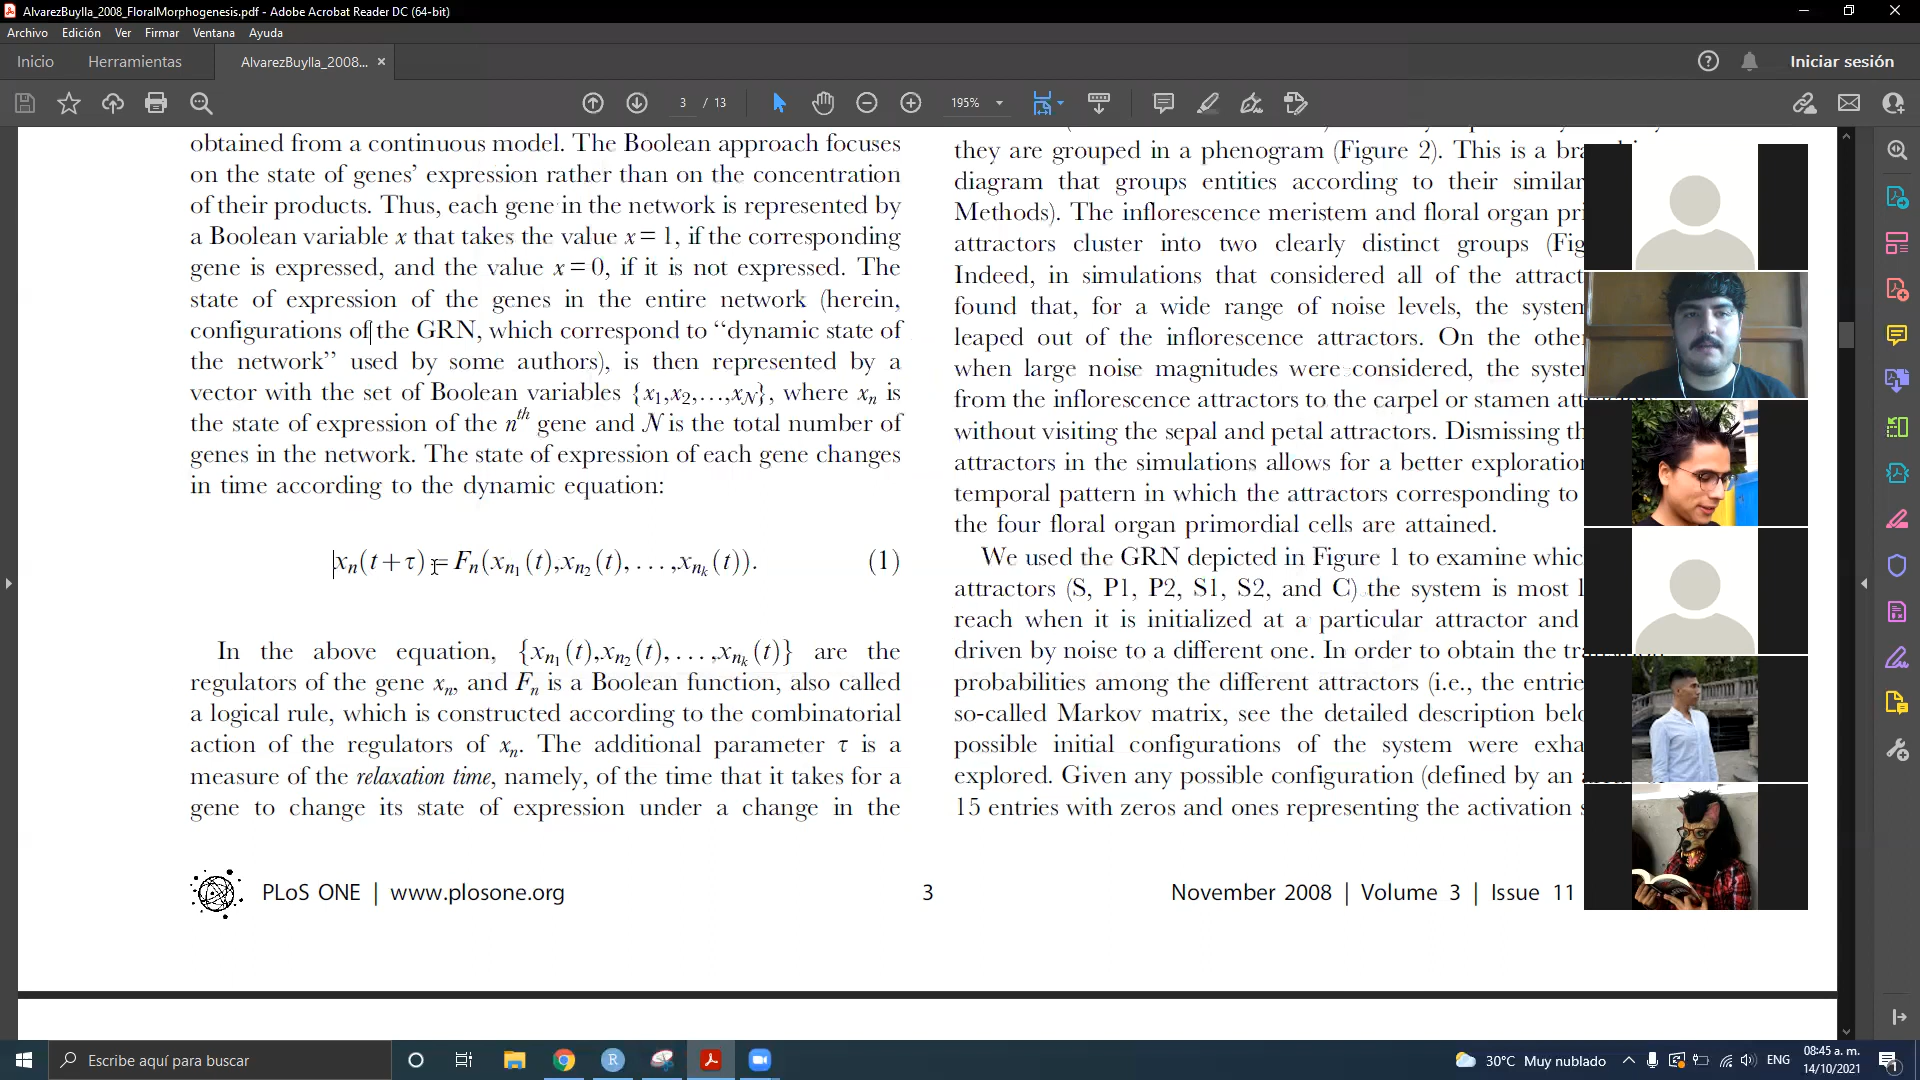 AlvarezBuylla_2008_FloralMorphogenesis.pdf - Adobe Acrobat Reader DC (64-bit)
Archivo Edición Ver Firmar Ventana Ayuda
Inicio Herramientas AlvarezBuylla_2008... × Iniciar sesión
3 / 13 195%
obtained from a continuous model. The Boolean approach focuses
on the state of genes' expression rather than on the concentration
of their products. Thus, each gene in the network is represented by
a Boolean variable x that takes the value x = 1, if the corresponding
gene is expressed, and the value x = 0, if it is not expressed. The
state of expression of the genes in the entire network (herein,
configurations of the GRN, which correspond to “dynamic state of
the network” used by some authors), is then represented by a
vector with the set of Boolean variables {x1,x2,…,xN}, where xn is
the state of expression of the nth gene and N is the total number of
genes in the network. The state of expression of each gene changes
in time according to the dynamic equation:
xn(t+τ) = Fn(xn1(t),xn2(t),…,xnk(t)). (1)
In the above equation, {xn1(t),xn2(t),…,xnk(t)} are the
regulators of the gene xn, and Fn is a Boolean function, also called
a logical rule, which is constructed according to the combinatorial
action of the regulators of xn. The additional parameter τ is a
measure of the relaxation time, namely, of the time that it takes for a
gene to change its state of expression under a change in the
they are grouped in a phenogram (Figure 2). This is a
diagram that groups entities according to their
Methods). The inflorescence meristem and floral organ
attractors cluster into two clearly distinct groups
Indeed, in simulations that considered all of the
found that, for a wide range of noise levels, the system
leaped out of the inflorescence attractors. On the other
when large noise magnitudes were considered, the
from the inflorescence attractors to the carpel or stamen
without visiting the sepal and petal attractors. Dismissing
attractors in the simulations allows for a better exploration
temporal pattern in which the attractors corresponding to
the four floral organ primordial cells are attained.
We used the GRN depicted in Figure 1 to examine which
attractors (S, P1, P2, S1, S2, and C) the system is most
reach when it is initialized at a particular attractor and
driven by noise to a different one. In order to obtain the
probabilities among the different attractors (i.e., the
so-called Markov matrix, see the detailed description
possible initial configurations of the system were
explored. Given any possible configuration (defined by an
15 entries with zeros and ones representing the activation
PLoS ONE | www.plosone.org 3 November 2008 | Volume 3 | Issue 11
Escribe aquí para buscar 30°C Muy nublado ENG 08:45 a. m.
14/10/2021